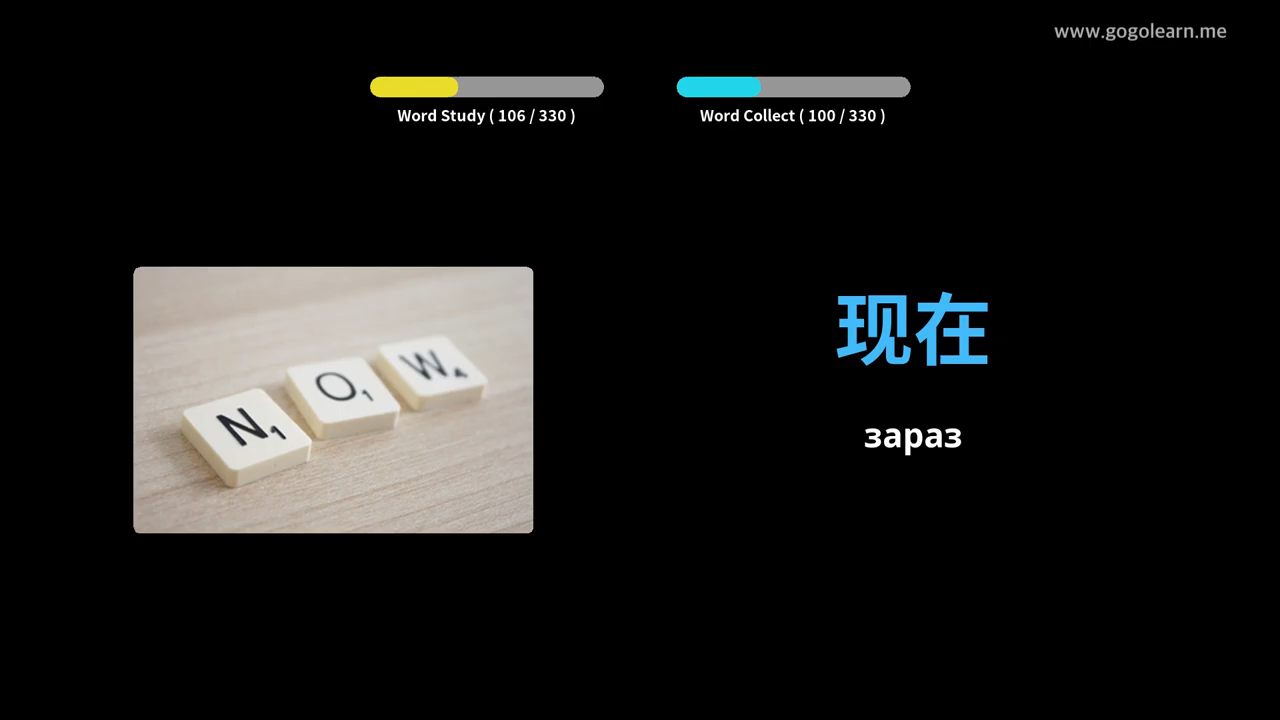 www.gogolearn.me
Word Study ( 106 / 330 )
Word Collect ( 100 / 330 )
N1 O1 W4
现在
зараз